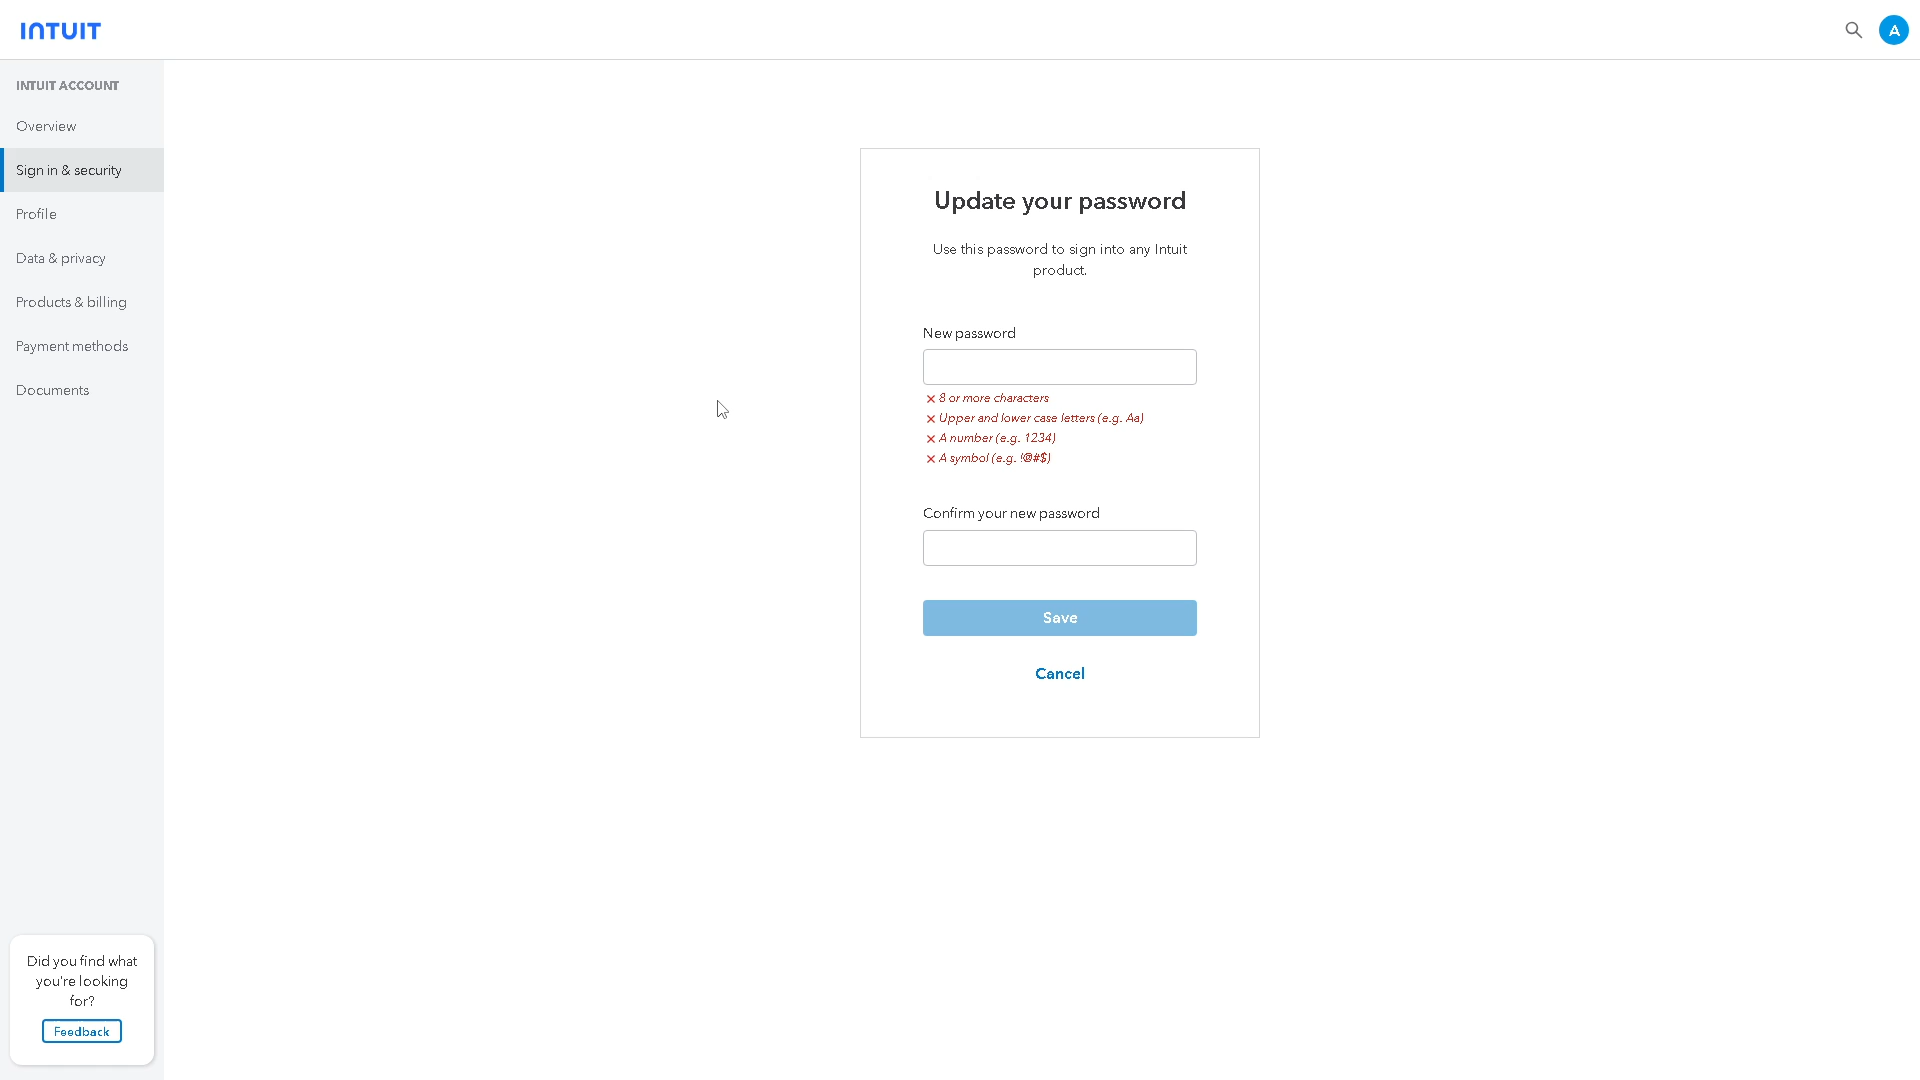 INTUIT
A
INTUIT ACCOUNT
Overview
Sign in & security
Profile
Data & privacy
Products & billing
Payment methods
Documents
Update your password
Use this password to sign into any Intuit
product.
New password
8 or more characters
Upper and lower case letters (e.g. Aa)
A number (e.g. 1234)
A symbol (e.g. !@#$)
Confirm your new password
Save
Cancel
Did you find what
you're looking
for?
Feedback